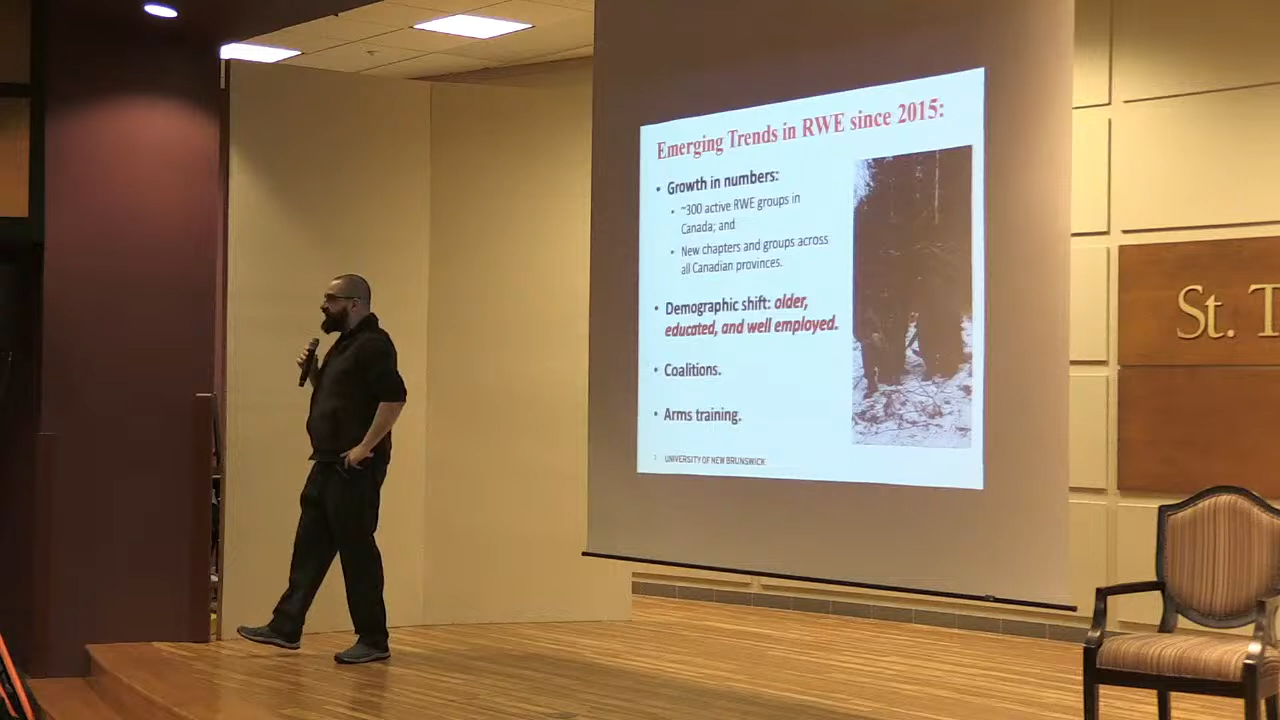 Emerging Trends in RWE since 2015:
• Growth in numbers:
• ~300 active RWE groups in
Canada; and
• New chapters and groups across
all Canadian provinces.
• Demographic shift: older,
educated, and well employed.
• Coalitions.
• Arms training.
UNIVERSITY OF NEW BRUNSWICK
St. T